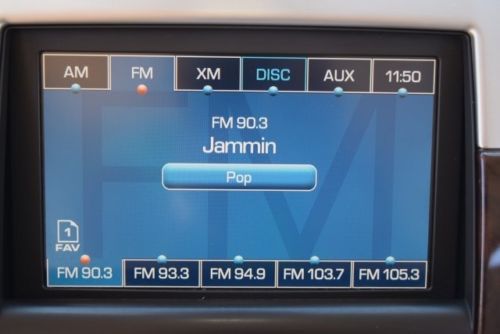 AM FM XM DISC AUX 11:50
FM
FM 90.3
Jammin
Pop
1
FAV
FM 90.3 FM 93.3 FM 94.9 FM 103.7 FM 105.3